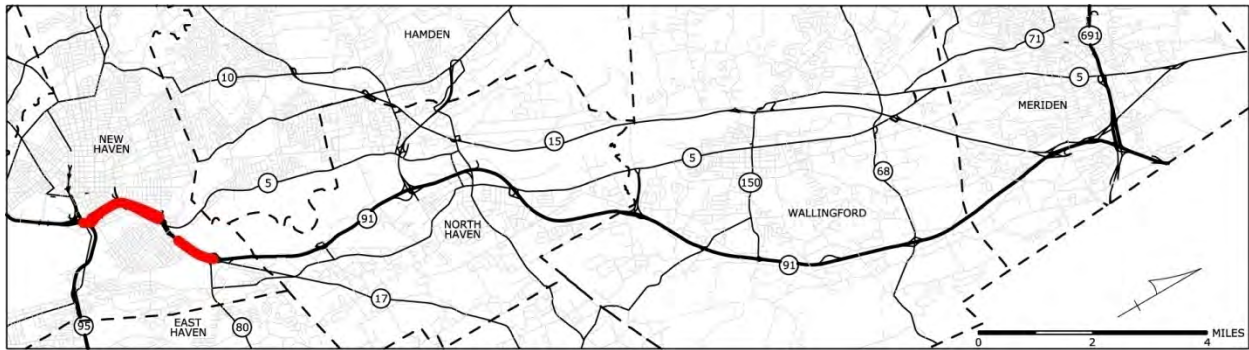 HAMDEN
71
691
10
5
MERIDEN
NEW
HAVEN
15
5
5
150
68
91
NORTH
HAVEN
WALLINGFORD
91
17
95
EAST
HAVEN
80
0
2
4
MILES